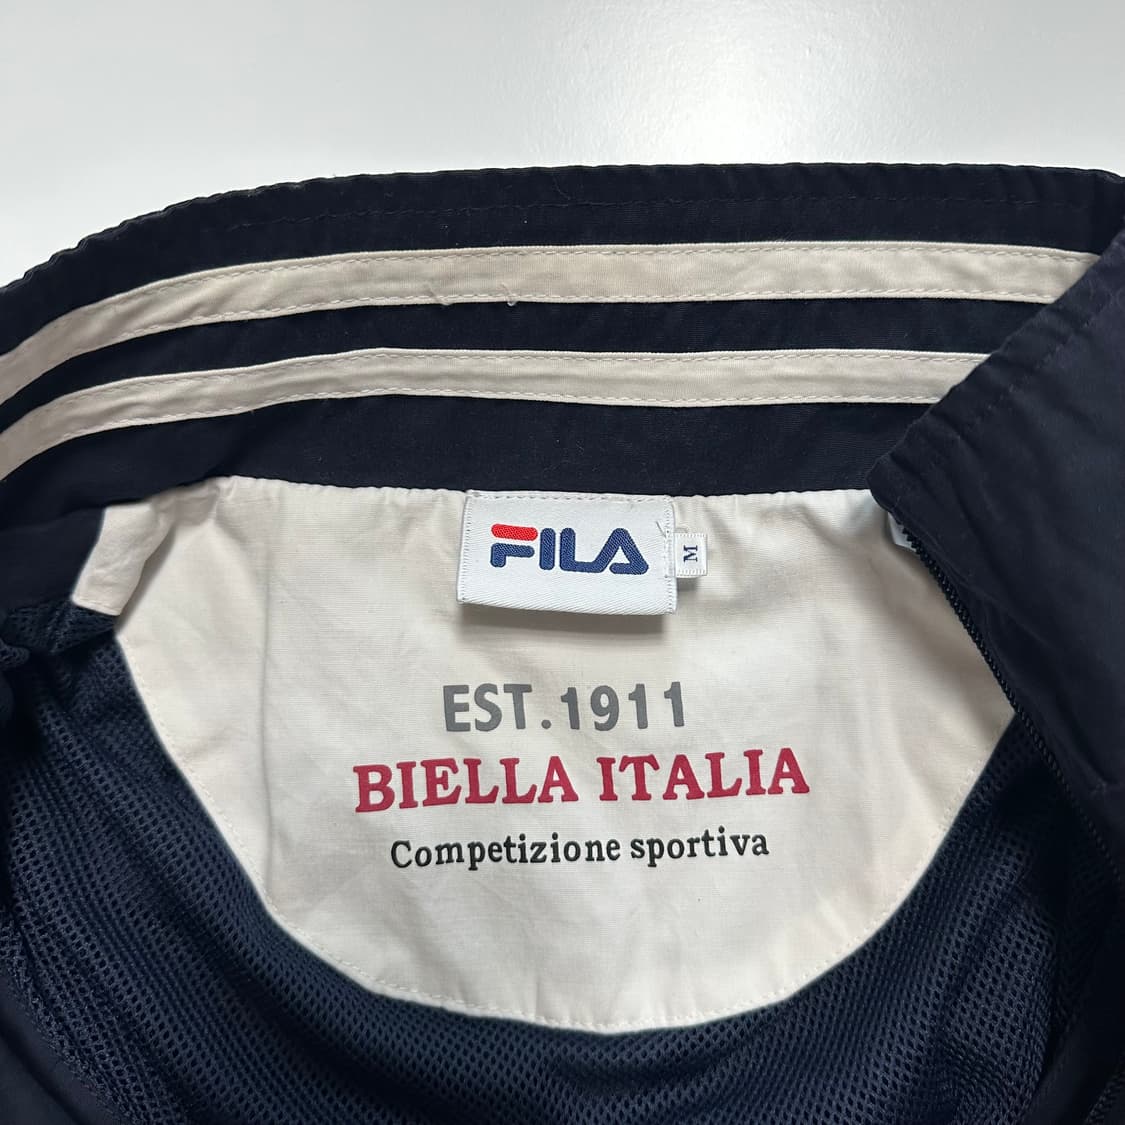 FILA
M
EST.1911
BIELLA ITALIA
Competizione sportiva